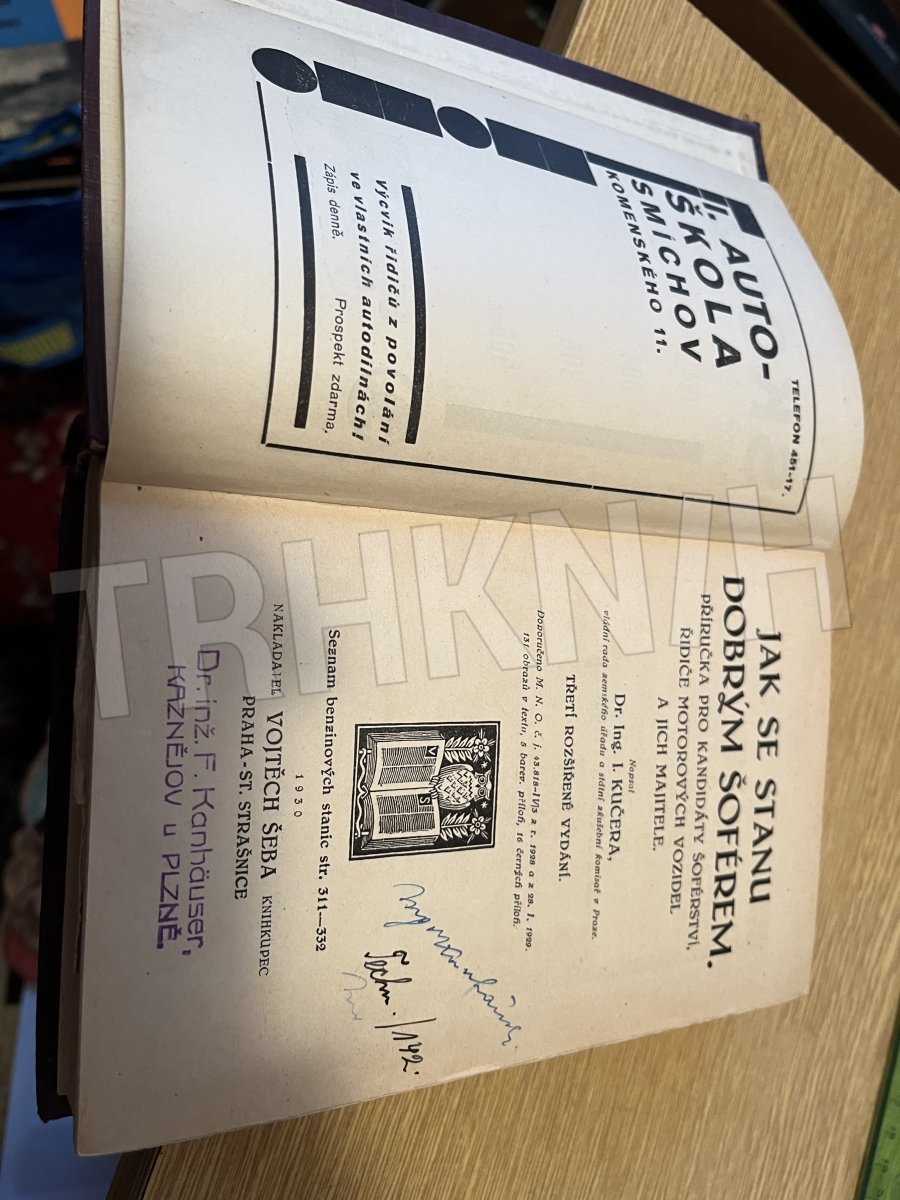 TELEFON 451-17.
II. AUTO-
ŠKOLA
SMÍCHOV
KOMENSKÉHO 11.
Výcvik řidičů z povolání
ve vlastních autodílnách!
Zápis denně. Prospekt zdarma.
JAK SE STANU
DOBRÝM ŠOFÉREM.
PŘÍRUČKA PRO KANDIDÁTY ŠOFÉRSTVÍ,
ŘIDIČE MOTOROVÝCH VOZIDEL
A JICH MAJITELE.
Napsal
Dr. Ing. I. KUČERA,
vládní rada zemského úřadu a státní zkušební komisař v Praze.
TŘETÍ ROZŠÍŘENÉ VYDÁNÍ.
Doporučeno M. N. O. č. j. 43.818-IV/3 z r. 1928 a z 28. I. 1929.
131 obrazů v textu, 5 barev. příloh, 16 černých příloh.
V S
Seznam benzinových stanic str. 311—332
1930
NAKLADATEL VOJTĚCH ŠEBA KNIHKUPEC
PRAHA - ST. STRAŠNICE
Techn. /142.
Dr. inž. F. Kanhäuser,
KAZNĚJOV u PLZNĚ.
TRHKNIH